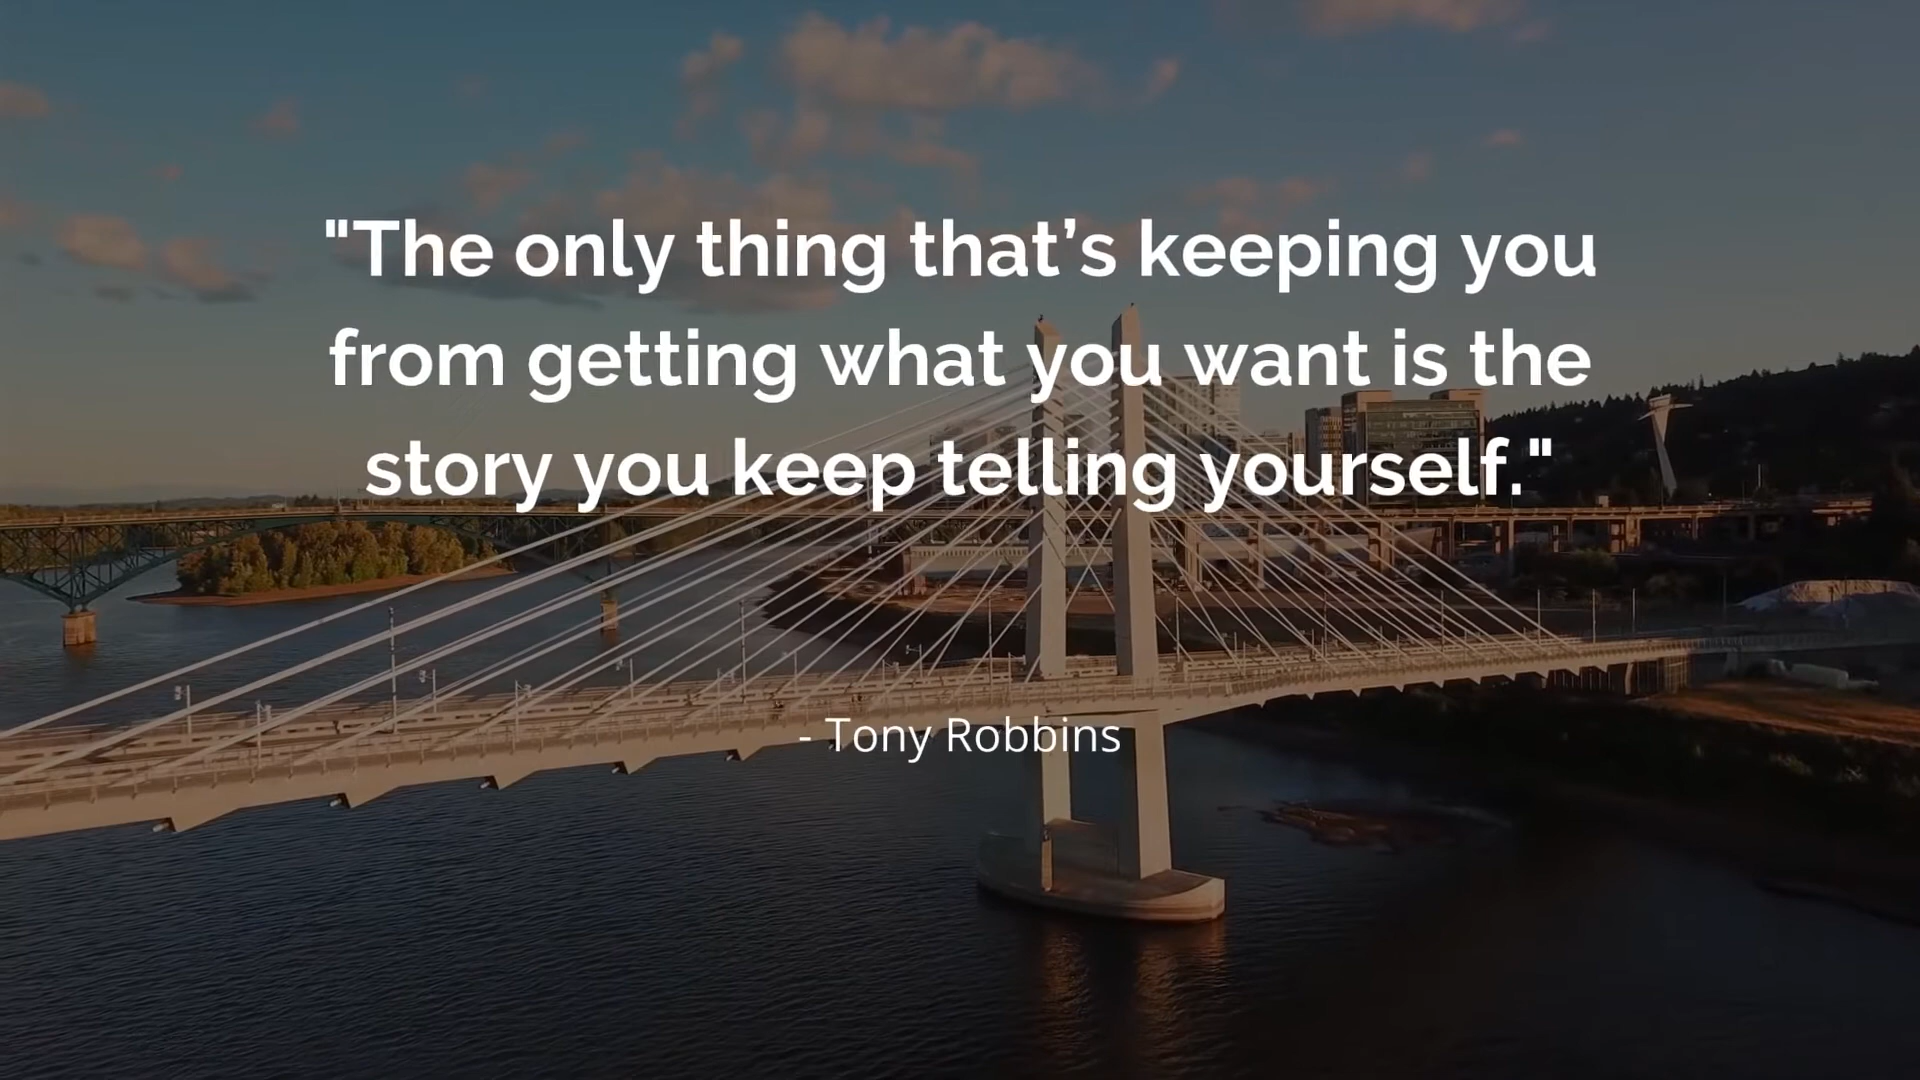 "The only thing that’s keeping you
from getting what you want is the
story you keep telling yourself."
- Tony Robbins